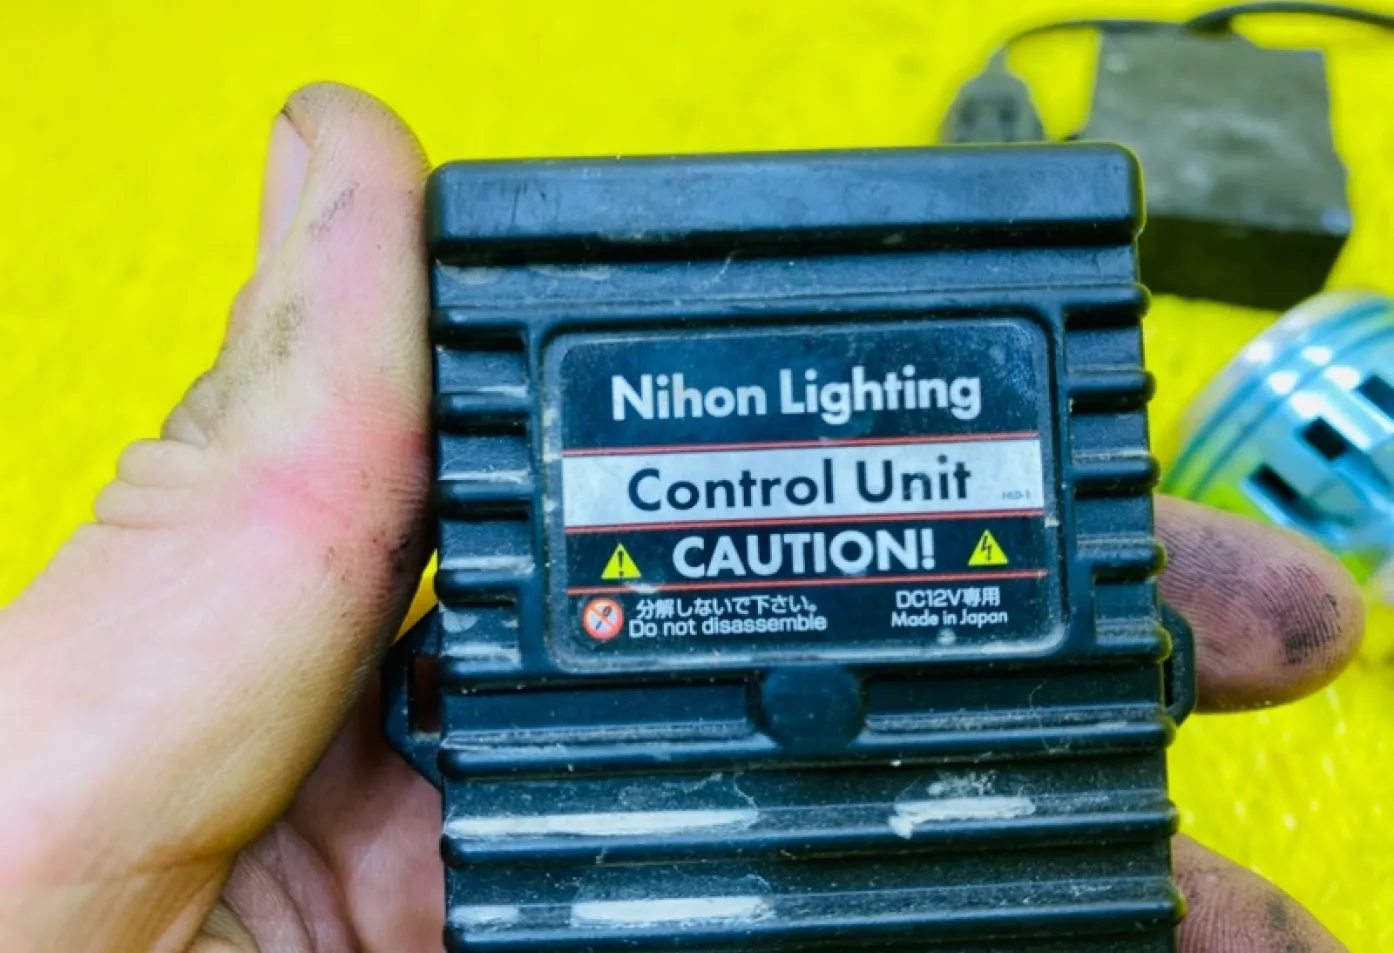 Nihon Lighting
Control Unit
CAUTION!
分解しないで下さい。
Do not disassemble
DC12V専用
Made in Japan